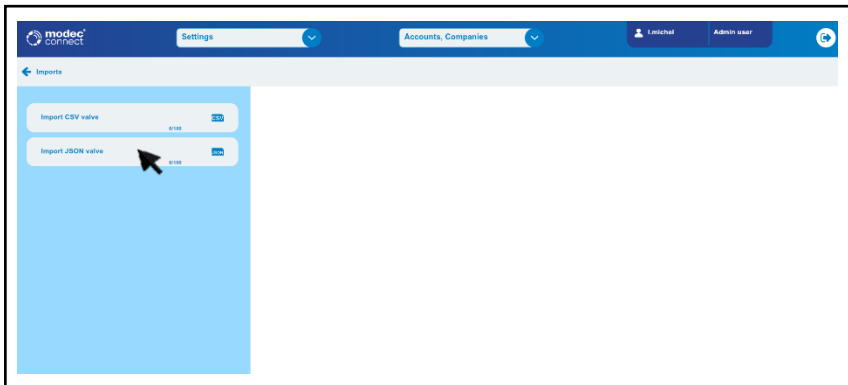 modec
connect
Settings
Accounts, Companies
l.michal
Admin user
Imports
Import CSV valve
CSV
0/100
Import JSON valve
JSON
0/100